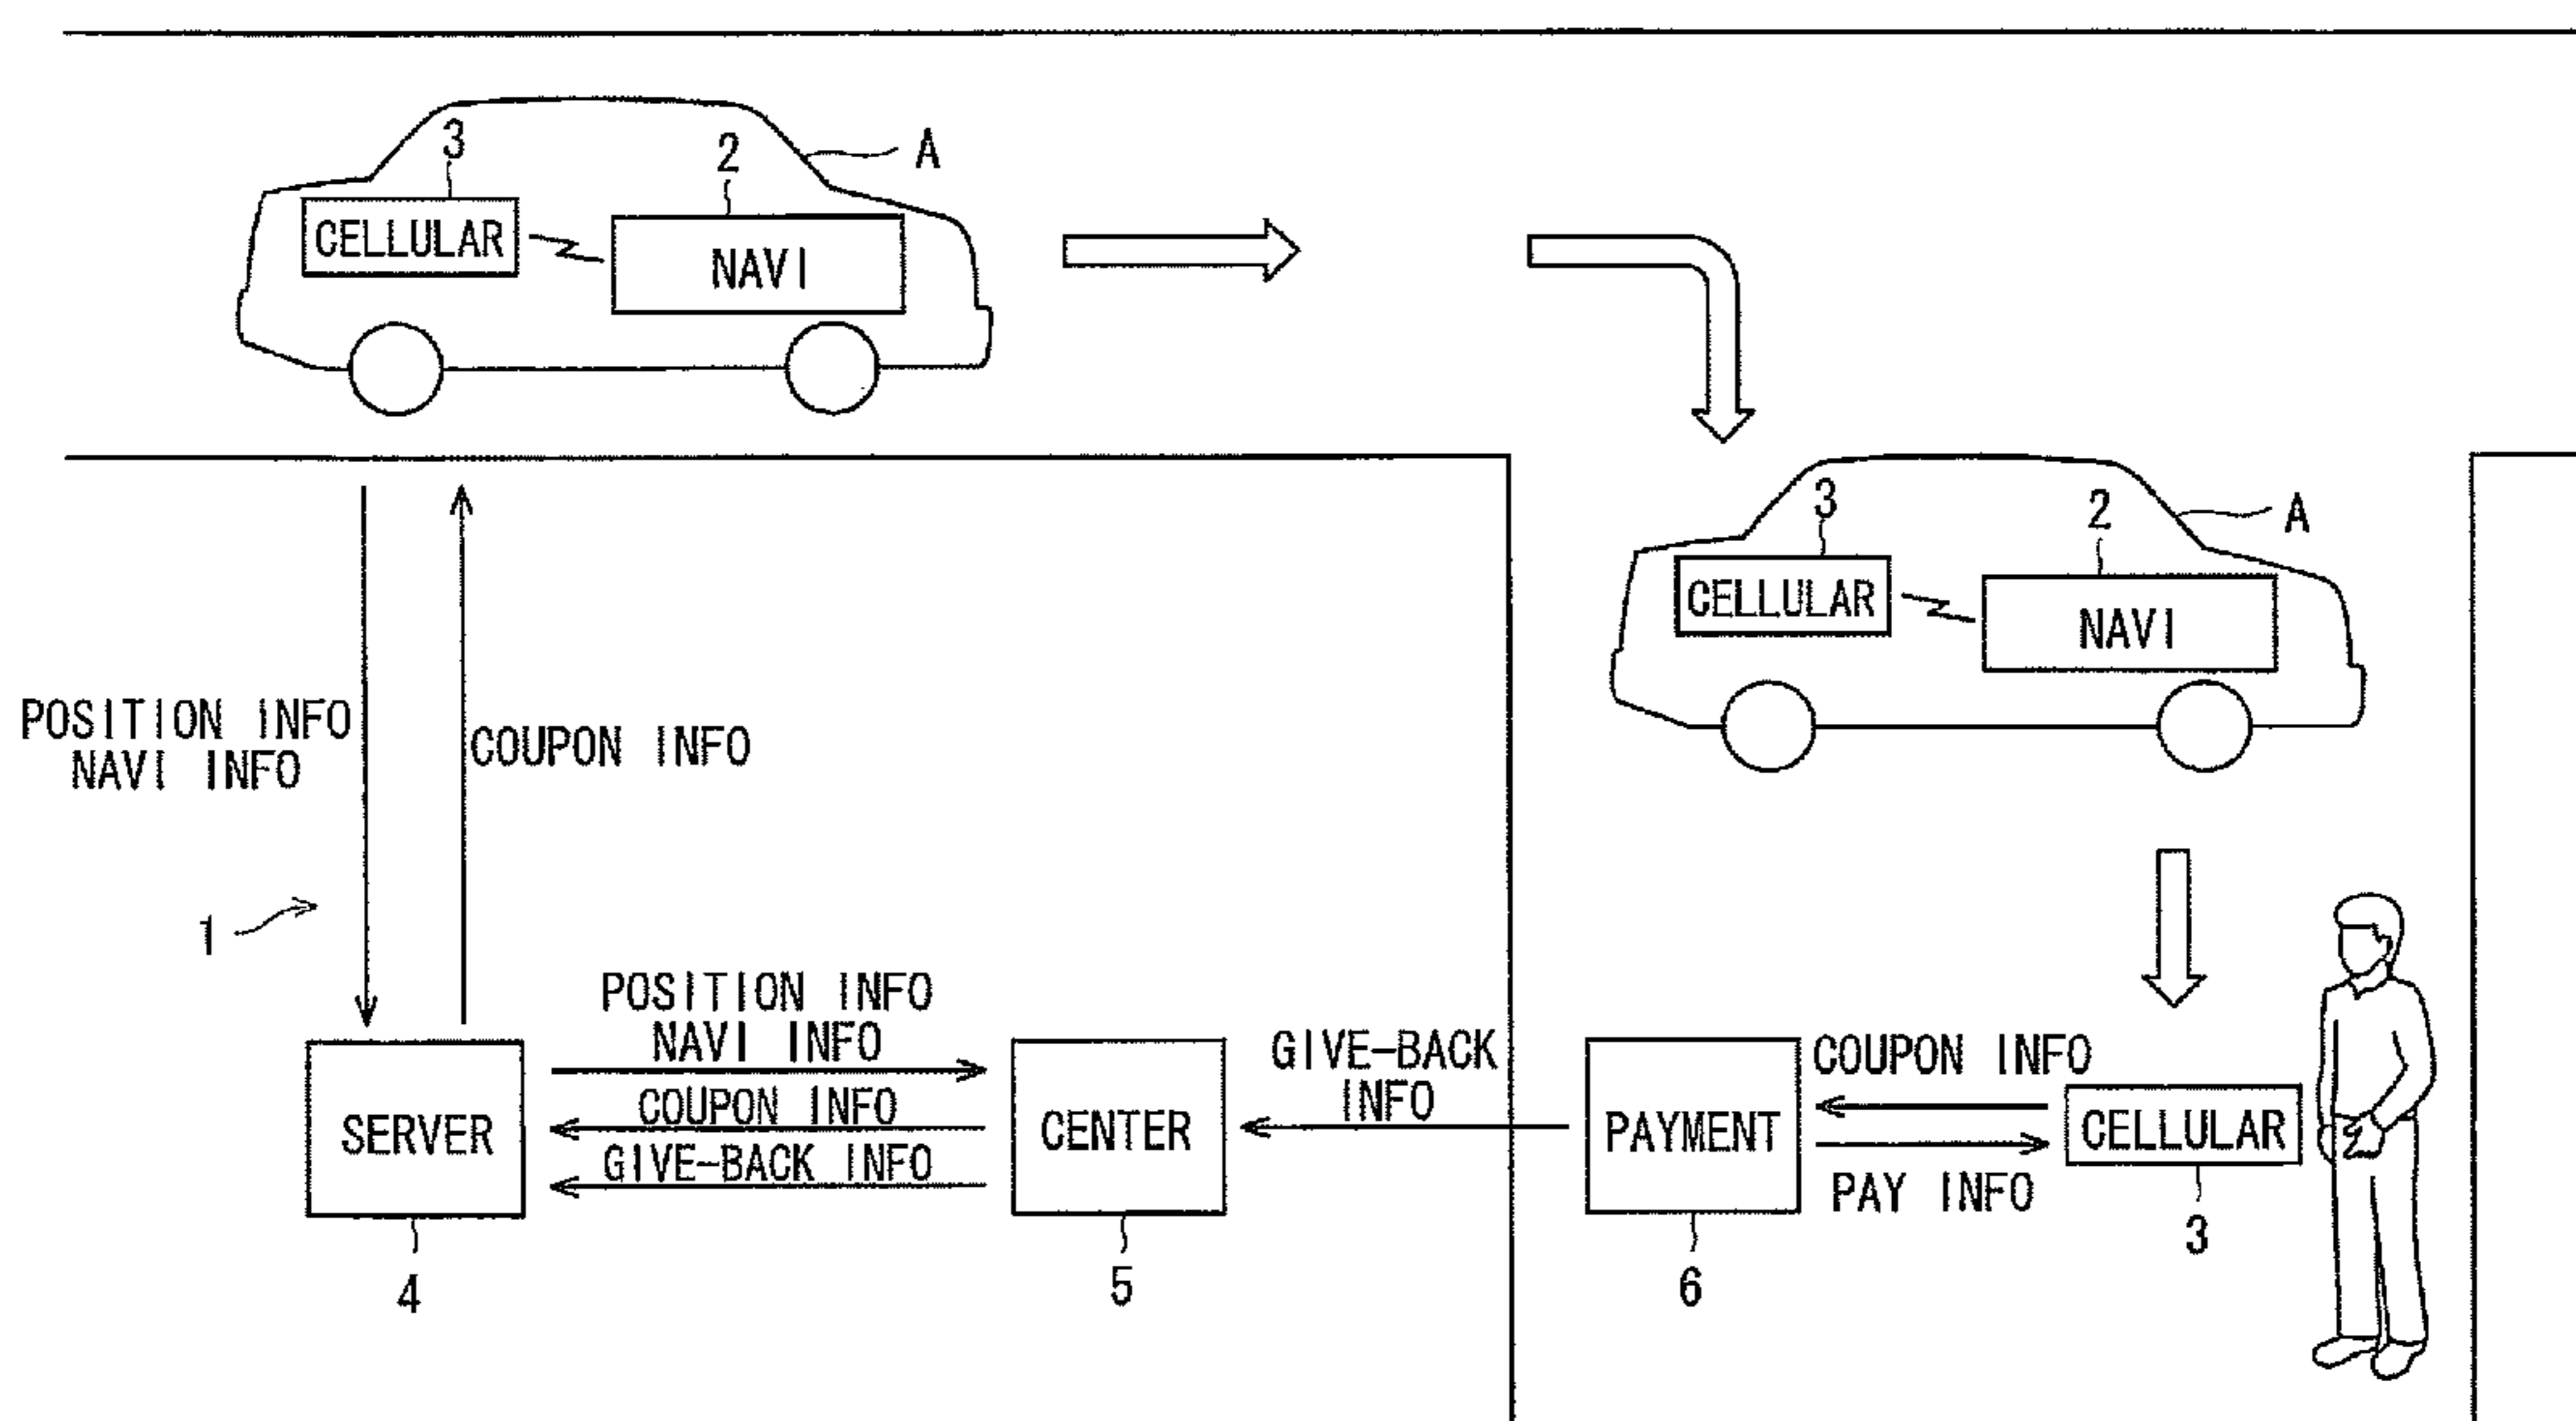 3
2
A
CELLULAR
NAVI
3
2
A
CELLULAR
NAVI
POSITION INFO
NAVI INFO
COUPON INFO
1
POSITION INFO
NAVI INFO
COUPON INFO
GIVE-BACK INFO
SERVER
4
CENTER
5
GIVE-BACK
INFO
PAYMENT
6
COUPON INFO
PAY INFO
CELLULAR
3